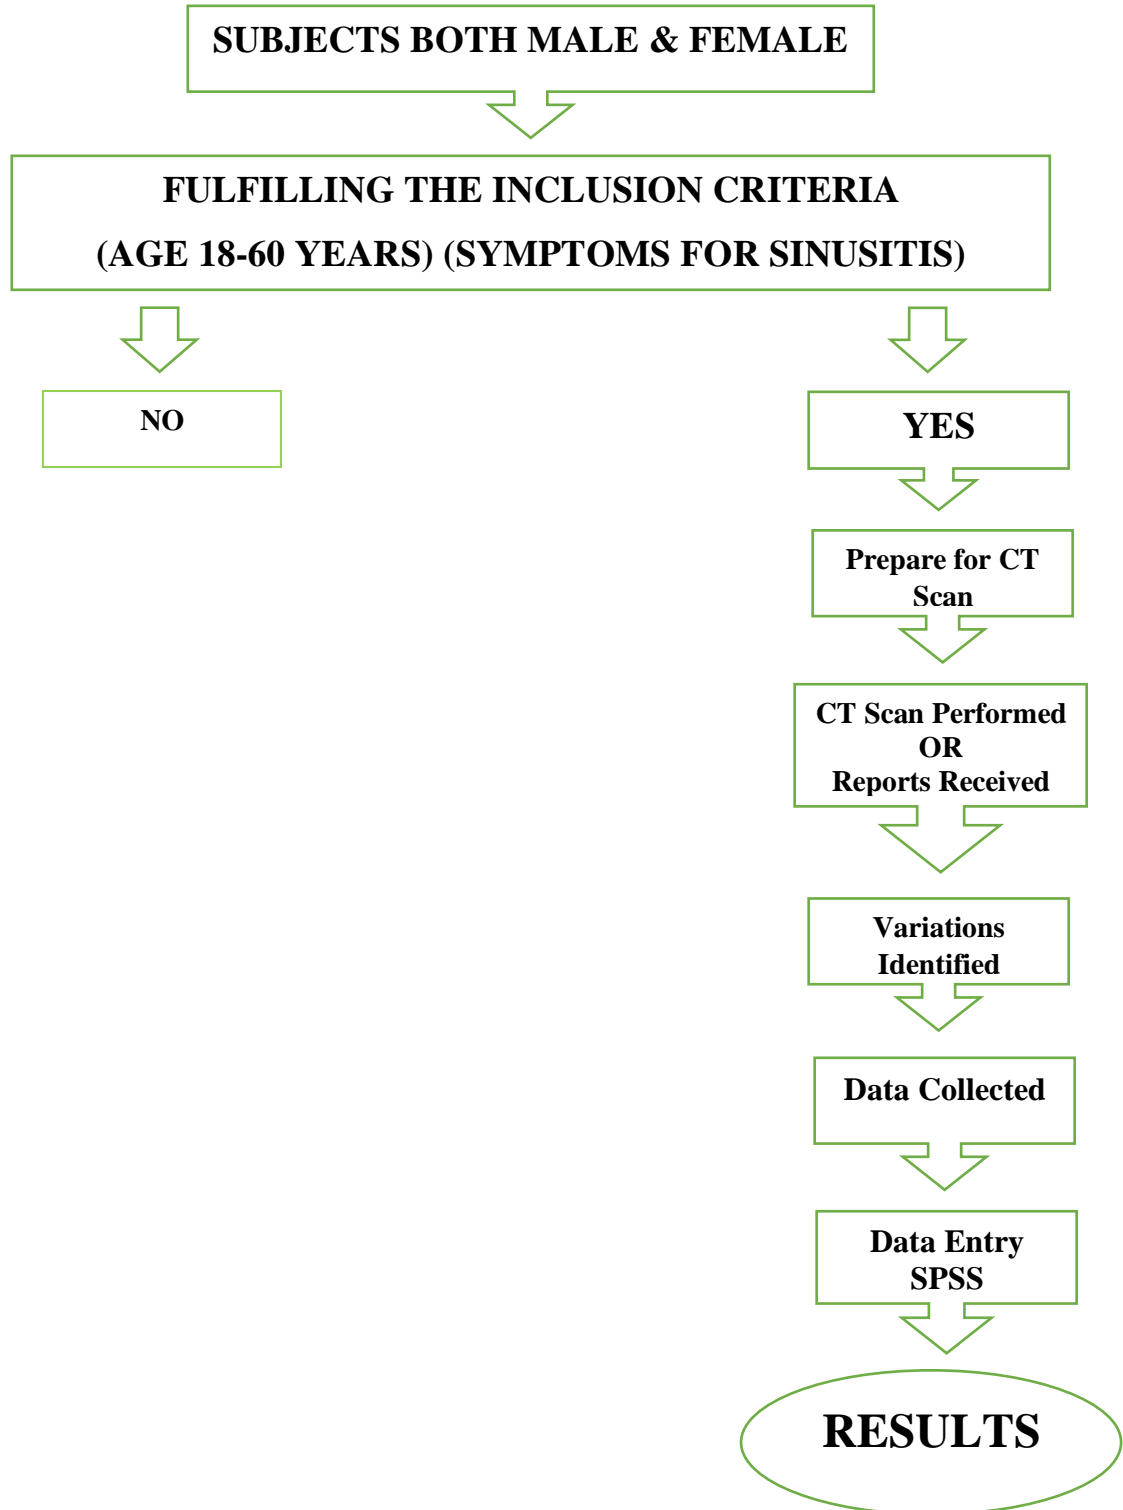 SUBJECTS BOTH MALE & FEMALE
FULFILLING THE INCLUSION CRITERIA
(AGE 18-60 YEARS) (SYMPTOMS FOR SINUSITIS)
NO
YES
Prepare for CT
Scan
CT Scan Performed
OR
Reports Received
Variations
Identified
Data Collected
Data Entry
SPSS
RESULTS